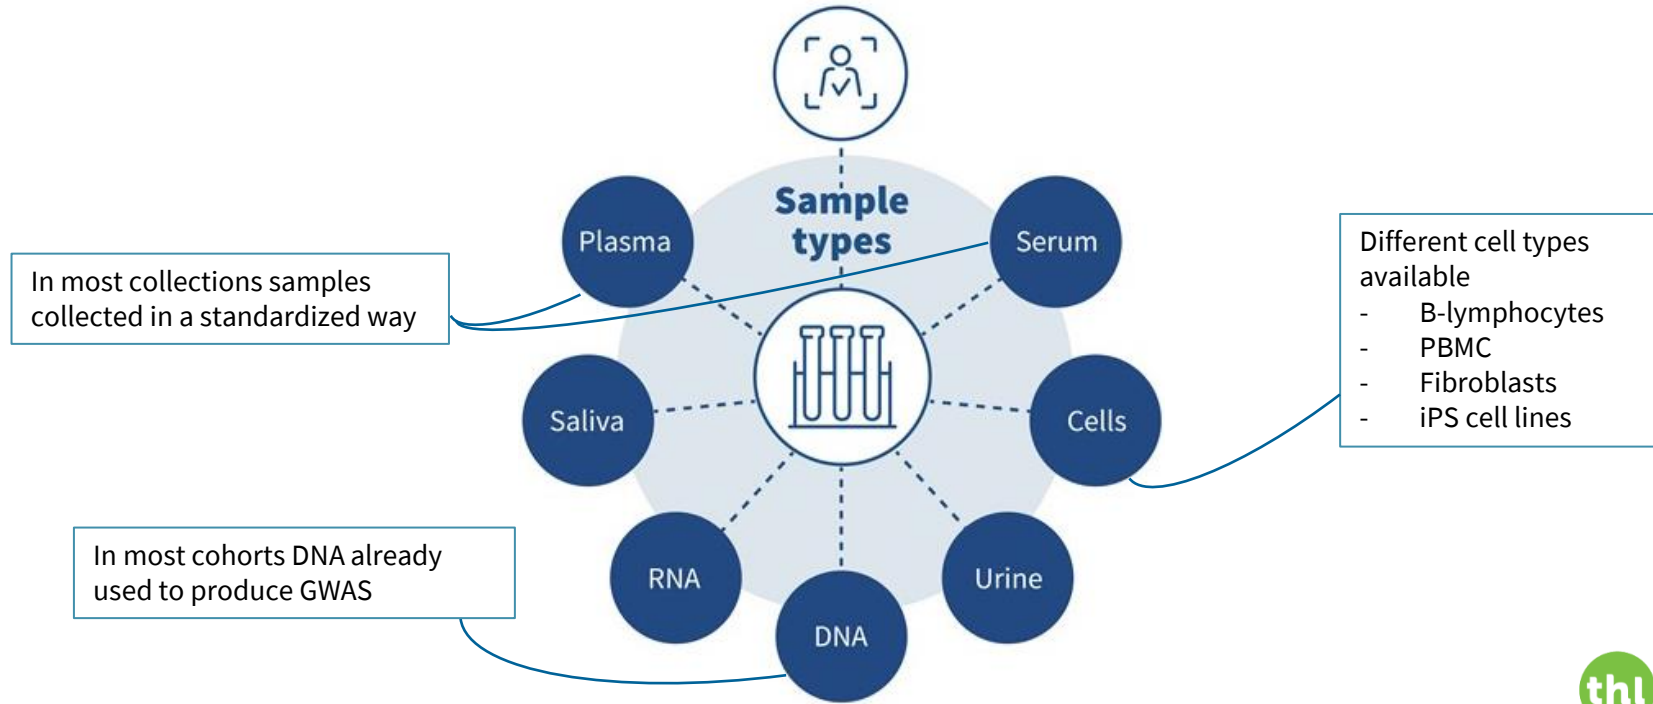 Sample
types
Plasma
Serum
In most collections samples
collected in a standardized way
Different cell types
available
- B-lymphocytes
- PBMC
- Fibroblasts
- iPS cell lines
Saliva
Cells
In most cohorts DNA already
used to produce GWAS
RNA
Urine
DNA
thl